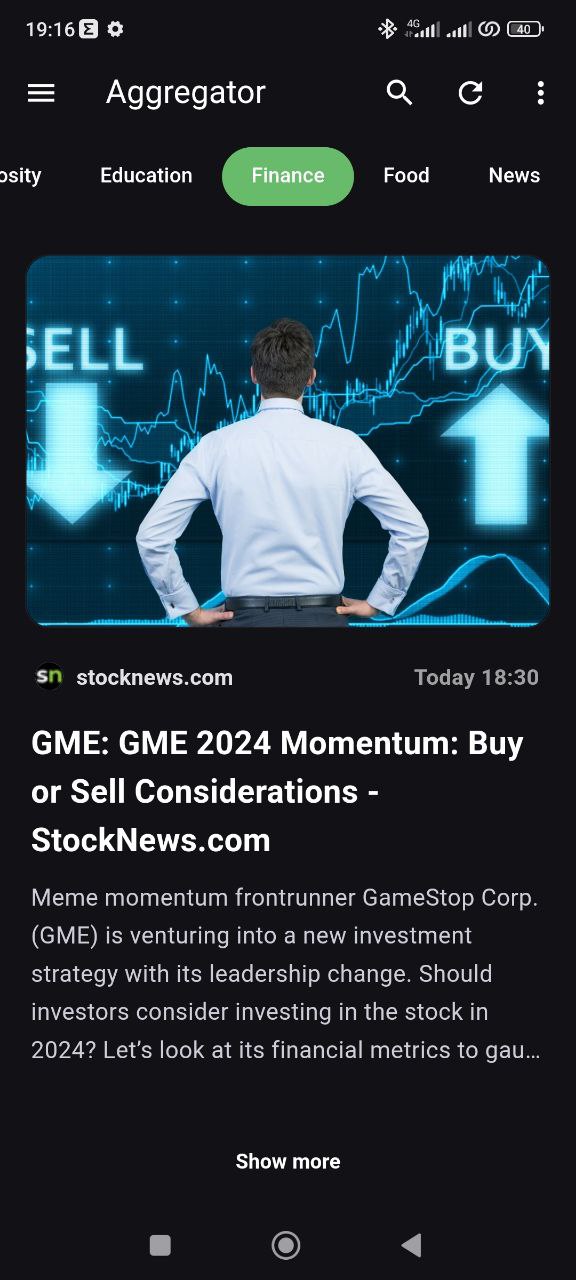 19:16
4G
40
Aggregator
osity Education Finance Food News
SELL BUY
sn stocknews.com Today 18:30
GME: GME 2024 Momentum: Buy
or Sell Considerations -
StockNews.com
Meme momentum frontrunner GameStop Corp.
(GME) is venturing into a new investment
strategy with its leadership change. Should
investors consider investing in the stock in
2024? Let’s look at its financial metrics to gau…
Show more